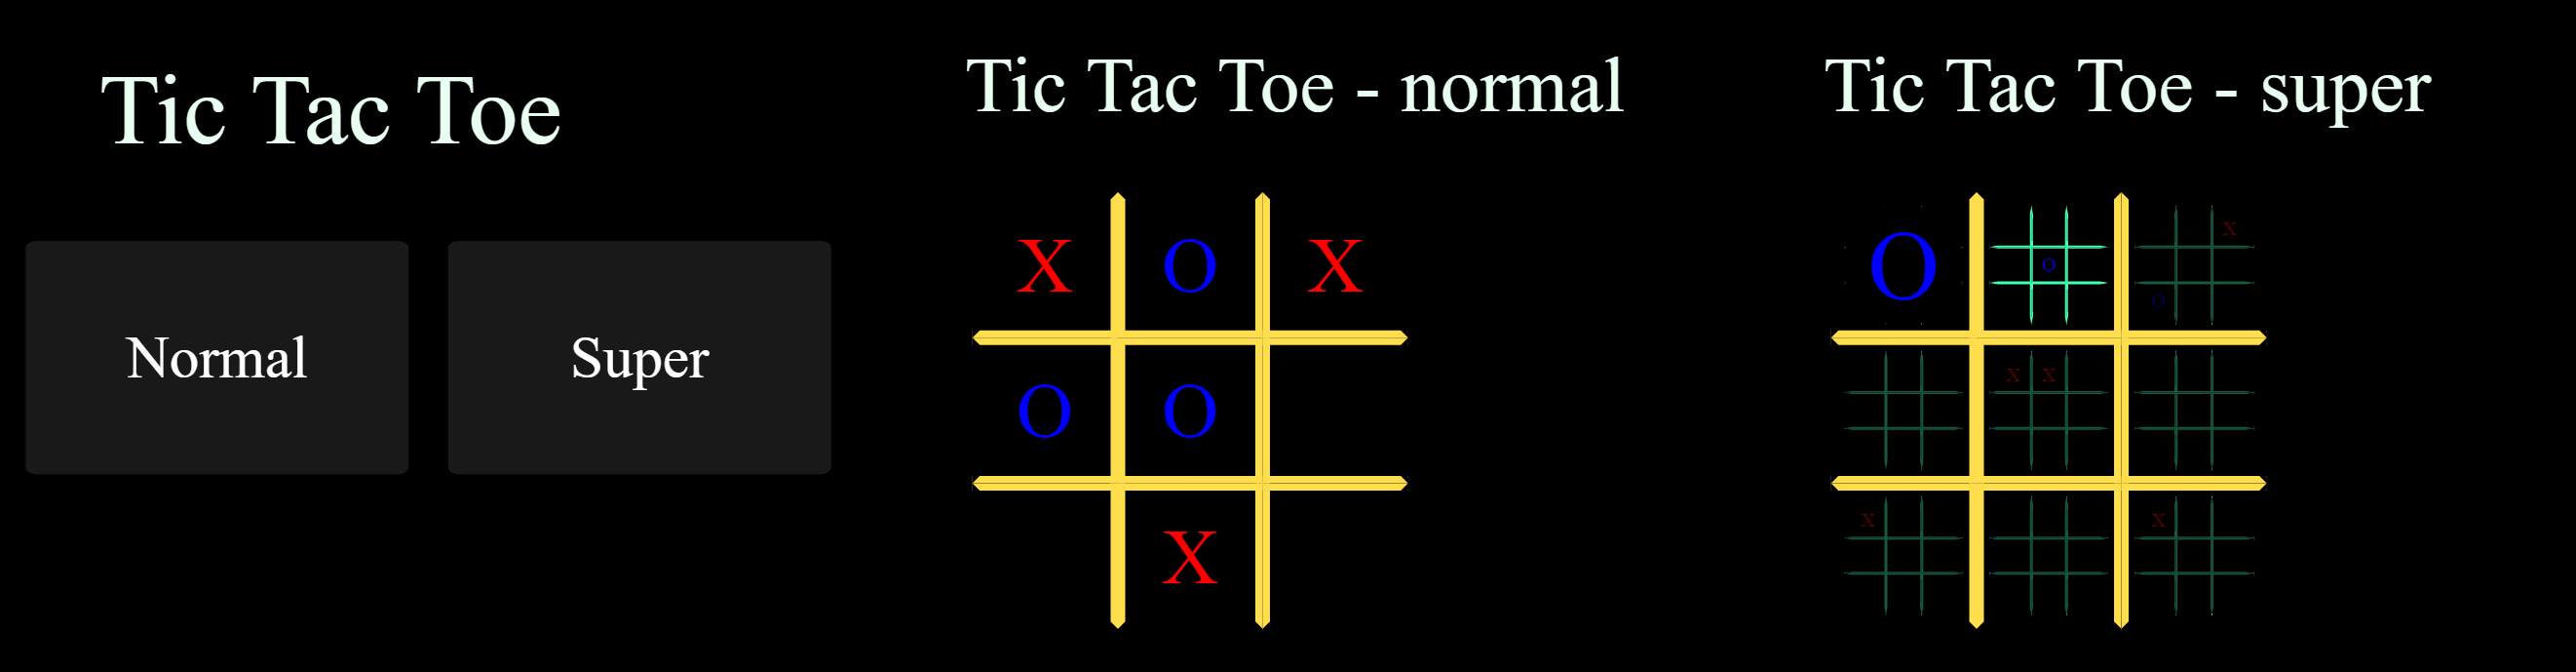 Tic Tac Toe
Normal
Super
Tic Tac Toe - normal
X O X
O O
X
Tic Tac Toe - super
O O X
O
X X
X X